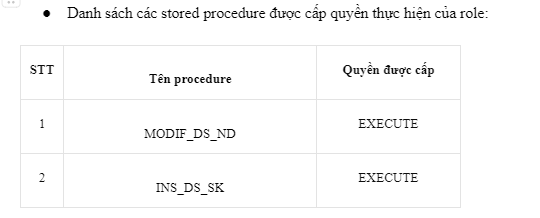 ● Danh sách các stored procedure được cấp quyền thực hiện của role:
STT Tên procedure Quyền được cấp
1 MODIF_DS_ND EXECUTE
2 INS_DS_SK EXECUTE